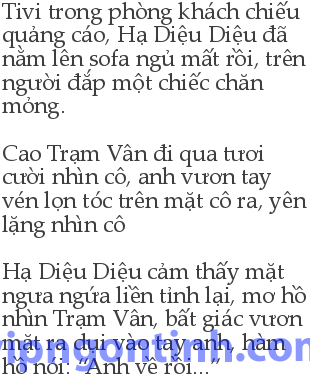 Tivi trong phòng khách chiếu
quảng cáo, Hạ Diệu Diệu đã
nằm lên sofa ngủ mất rồi, trên
người đắp một chiếc chăn
mỏng.
Cao Trạm Vân đi qua tươi
cười nhìn cô, anh vươn tay
vén lọn tóc trên mặt cô ra, yên
lặng nhìn cô
Hạ Diệu Diệu cảm thấy mặt
ngưa ngứa liền tỉnh lại, mơ hồ
nhìn Trạm Vân, bất giác vươn
mặt ra dụi vào tay anh, hàm
hồ nói: “Anh về rồi...”